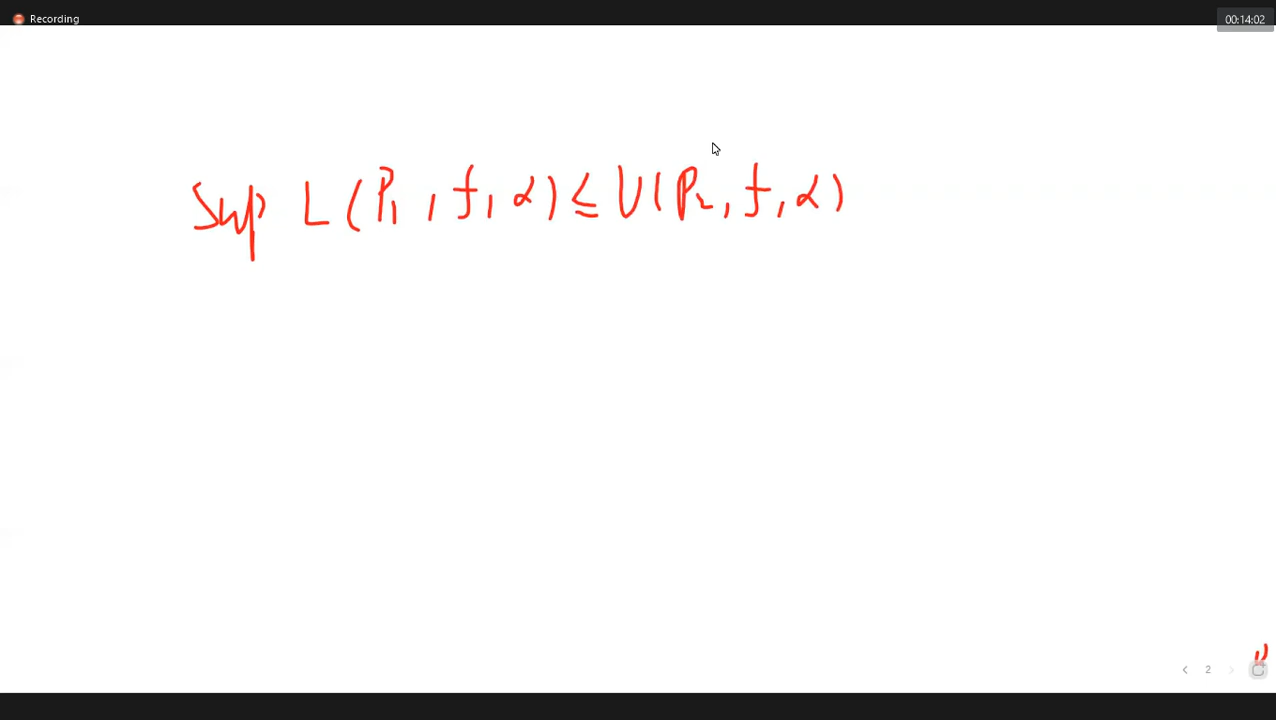 Recording
00:14:02
Sup L(P₁, f, α) ≤ U(P₂, f, α)
2